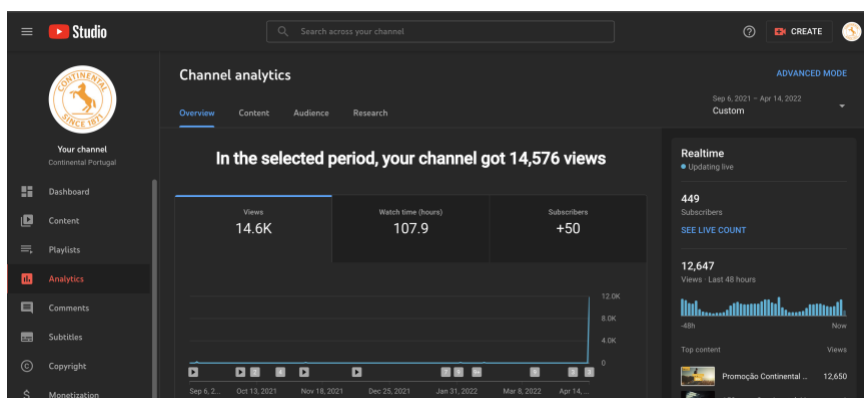 Studio
Search across your channel
CREATE
CONTINENTAL
SINCE 1871
Your channel
Continental Portugal
Dashboard
Content
Playlists
Analytics
Comments
Subtitles
Copyright
Monetization
Channel analytics
ADVANCED MODE
Sep 6, 2021 – Apr 14, 2022
Custom
Overview Content Audience Research
In the selected period, your channel got 14,576 views
Views
14.6K
Watch time (hours)
107.9
Subscribers
+50
12.0K
8.0K
4.0K
0
Sep 6, 2... Oct 13, 2021 Nov 18, 2021 Dec 25, 2021 Jan 31, 2022 Mar 8, 2022 Apr 14,...
Realtime
Updating live
449
Subscribers
SEE LIVE COUNT
12,647
Views · Last 48 hours
-48h Now
Top content Views
Promoção Continental ... 12,650